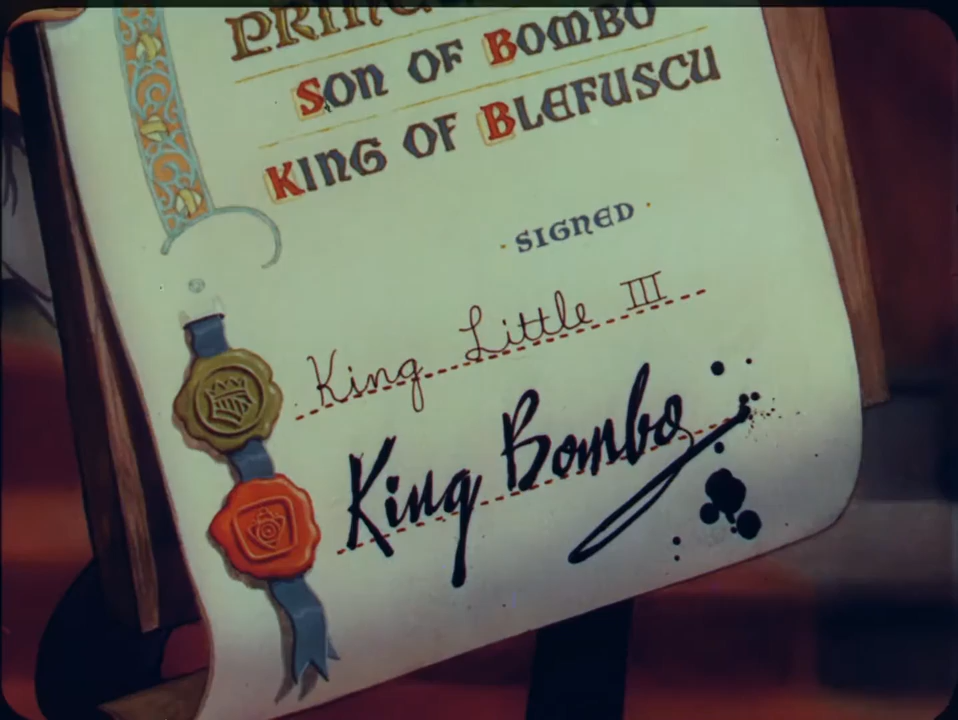 SON OF BOMBO
KING OF BLEFUSCU
· SIGNED ·
King Little III
King Bombo